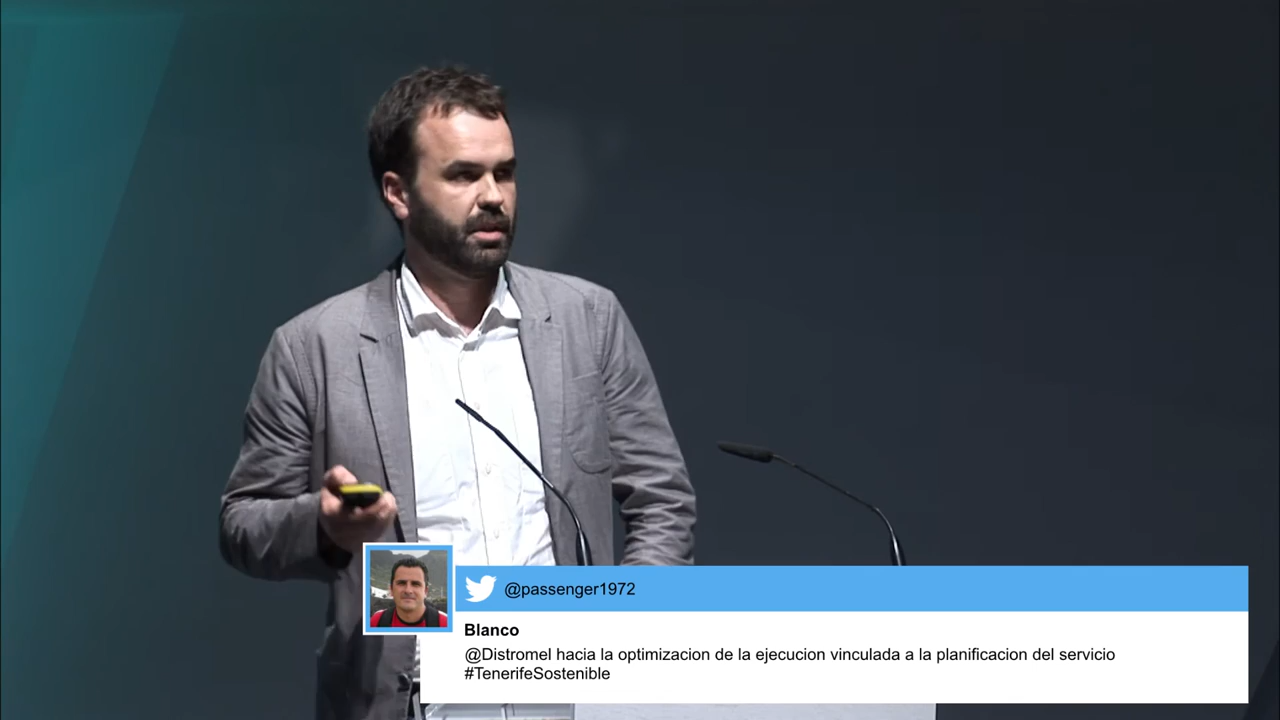 @passenger1972
Blanco
@Distromel hacia la optimizacion de la ejecucion vinculada a la planificacion del servicio
#TenerifeSostenible